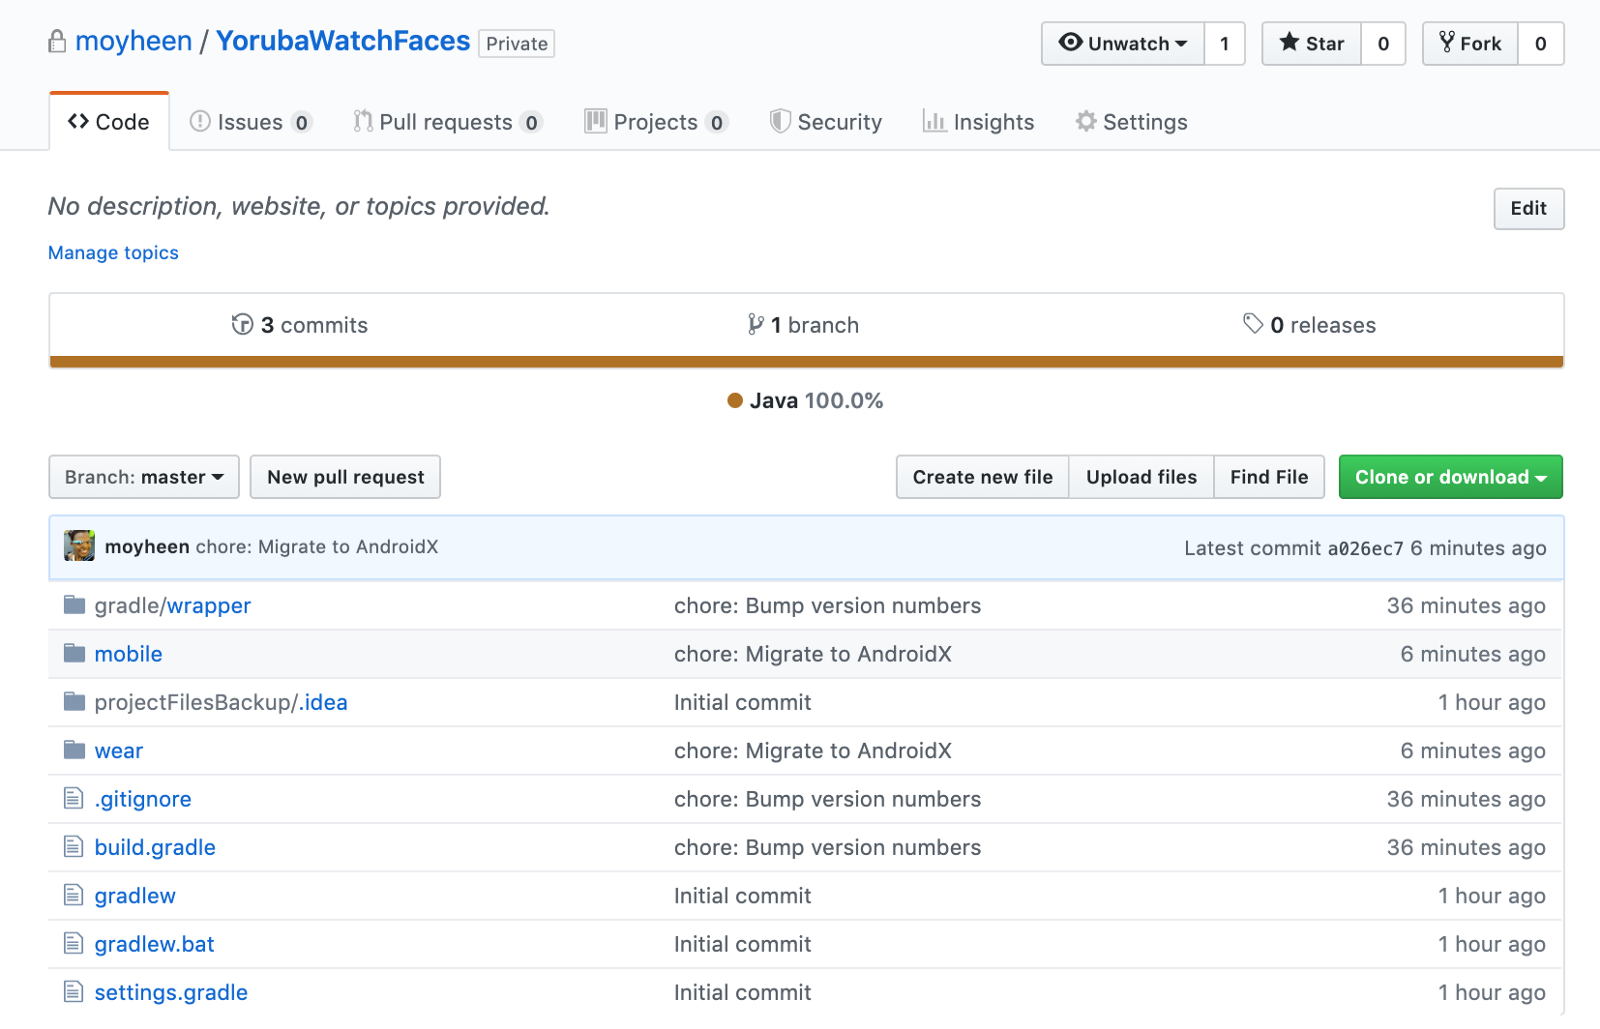 moyheen / YorubaWatchFaces Private Unwatch 1 Star 0 Fork 0
Code Issues 0 Pull requests 0 Projects 0 Security Insights Settings
No description, website, or topics provided. Edit
Manage topics
3 commits 1 branch 0 releases
Java 100.0%
Branch: master New pull request Create new file Upload files Find File Clone or download
moyheen chore: Migrate to AndroidX Latest commit a026ec7 6 minutes ago
gradle/wrapper chore: Bump version numbers 36 minutes ago
mobile chore: Migrate to AndroidX 6 minutes ago
projectFilesBackup/.idea Initial commit 1 hour ago
wear chore: Migrate to AndroidX 6 minutes ago
.gitignore chore: Bump version numbers 36 minutes ago
build.gradle chore: Bump version numbers 36 minutes ago
gradlew Initial commit 1 hour ago
gradlew.bat Initial commit 1 hour ago
settings.gradle Initial commit 1 hour ago